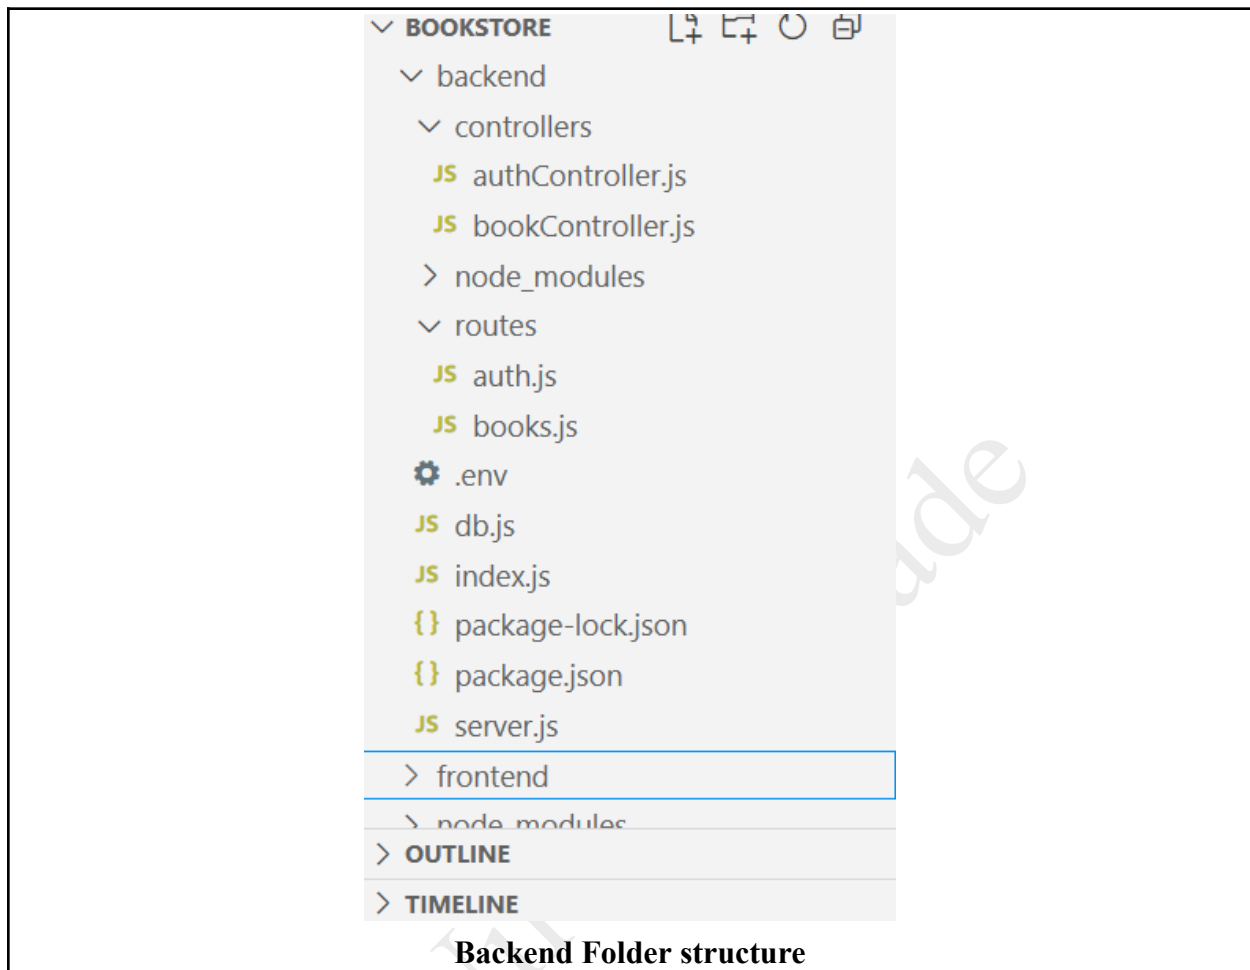 BOOKSTORE
backend
controllers
JS authController.js
JS bookController.js
node_modules
routes
JS auth.js
JS books.js
.env
JS db.js
JS index.js
{} package-lock.json
{} package.json
JS server.js
frontend
node_modules
OUTLINE
TIMELINE
Backend Folder structure